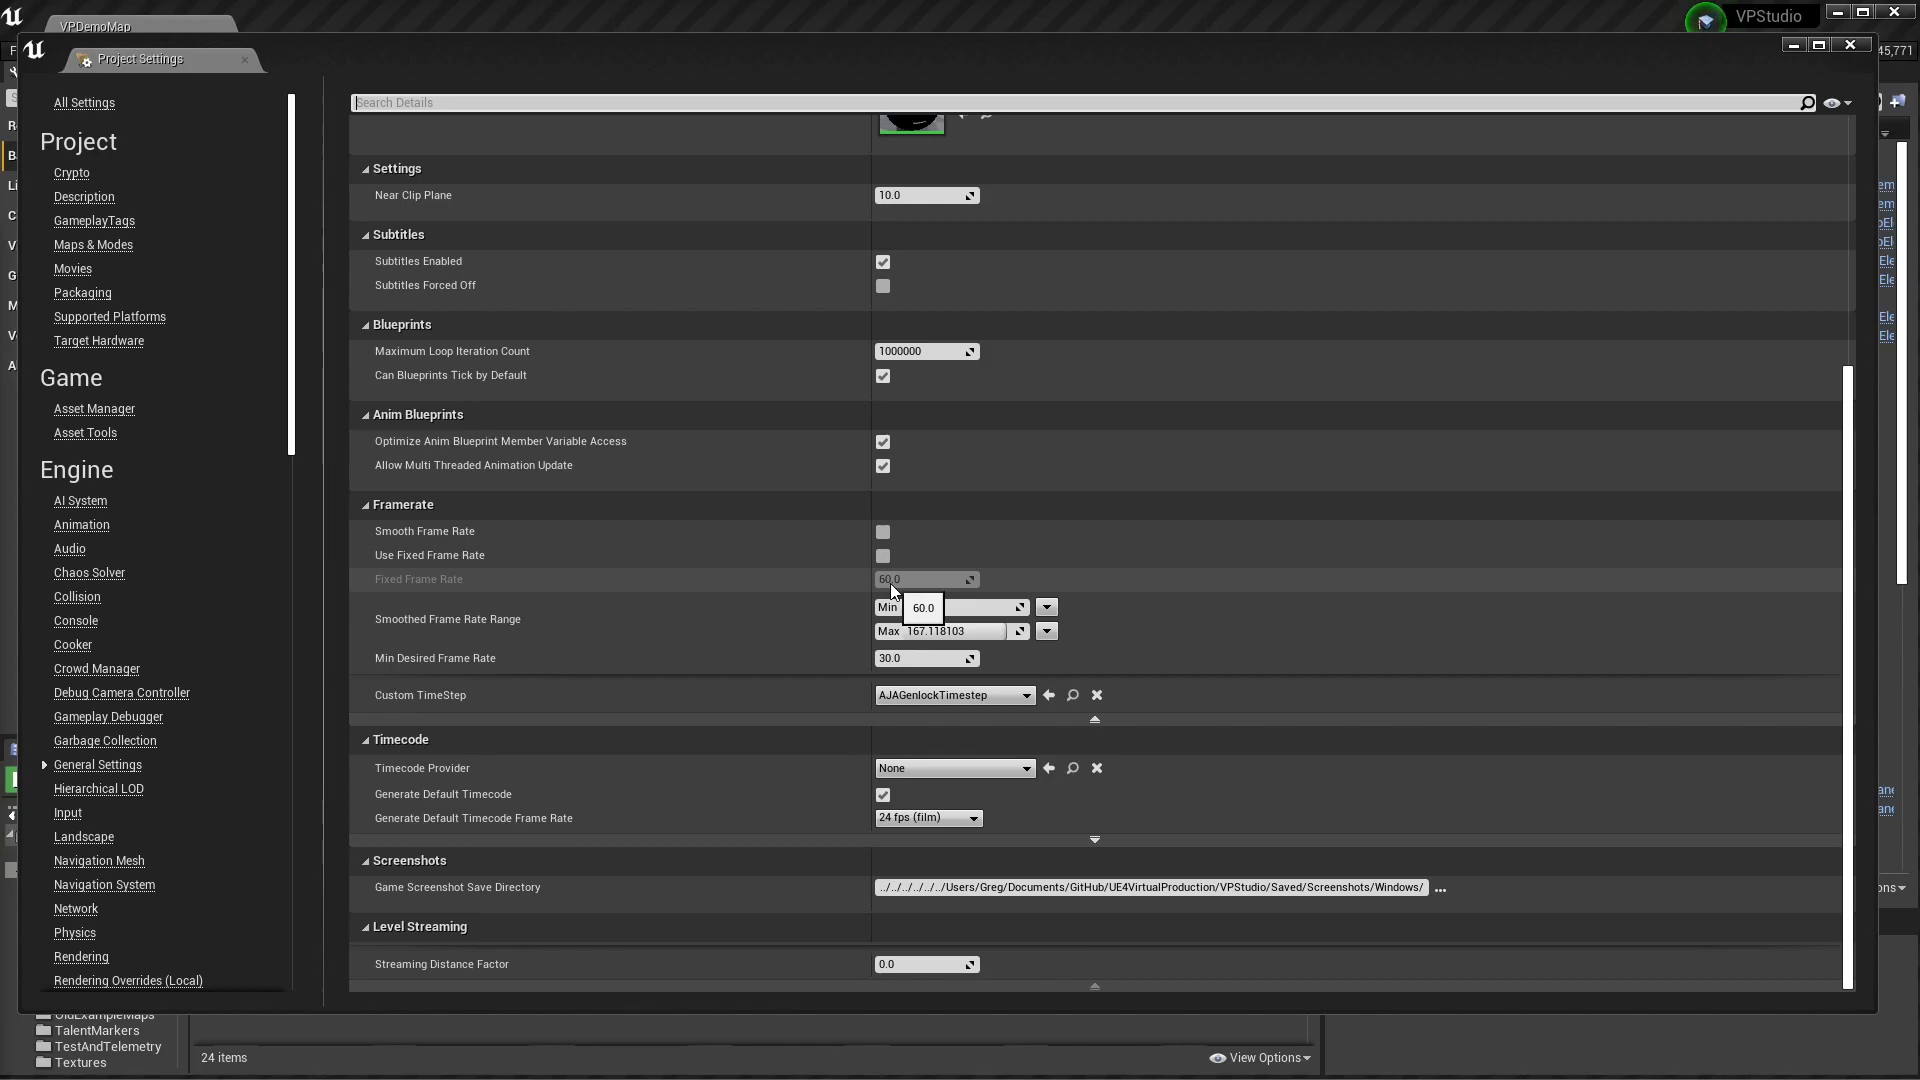 VPDemoMap
VPStudio
Project Settings
45,771
All Settings
Search Details
Project
Crypto
Description
GameplayTags
Maps & Modes
Movies
Packaging
Supported Platforms
Target Hardware
Game
Asset Manager
Asset Tools
Engine
AI System
Animation
Audio
Chaos Solver
Collision
Console
Cooker
Crowd Manager
Debug Camera Controller
Gameplay Debugger
Garbage Collection
General Settings
Hierarchical LOD
Input
Landscape
Navigation Mesh
Navigation System
Network
Physics
Rendering
Rendering Overrides (Local)
Settings
Near Clip Plane 10.0
Subtitles
Subtitles Enabled
Subtitles Forced Off
Blueprints
Maximum Loop Iteration Count 1000000
Can Blueprints Tick by Default
Anim Blueprints
Optimize Anim Blueprint Member Variable Access
Allow Multi Threaded Animation Update
Framerate
Smooth Frame Rate
Use Fixed Frame Rate
Fixed Frame Rate 60.0
Min 60.0
Smoothed Frame Rate Range
Max 167.118103
Min Desired Frame Rate 30.0
Custom TimeStep AJAGenlockTimestep
Timecode
Timecode Provider None
Generate Default Timecode
Generate Default Timecode Frame Rate 24 fps (film)
Screenshots
Game Screenshot Save Directory ../../../../../../Users/Greg/Documents/GitHub/UE4VirtualProduction/VPStudio/Saved/Screenshots/Windows/ ...
Level Streaming
Streaming Distance Factor 0.0
OldExampleMaps
TalentMarkers
TestAndTelemetry
Textures
24 items
View Options